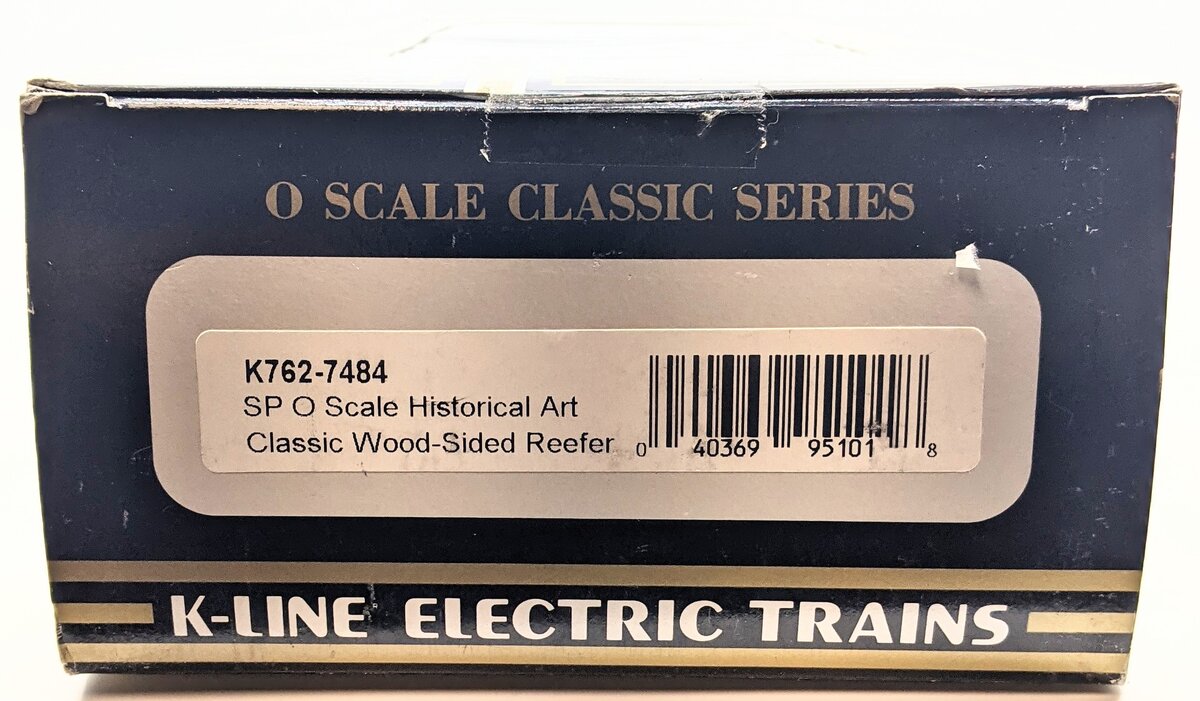 O SCALE CLASSIC SERIES
K762-7484
SP O Scale Historical Art
Classic Wood-Sided Reefer
0 40369 95101 8
K-LINE ELECTRIC TRAINS